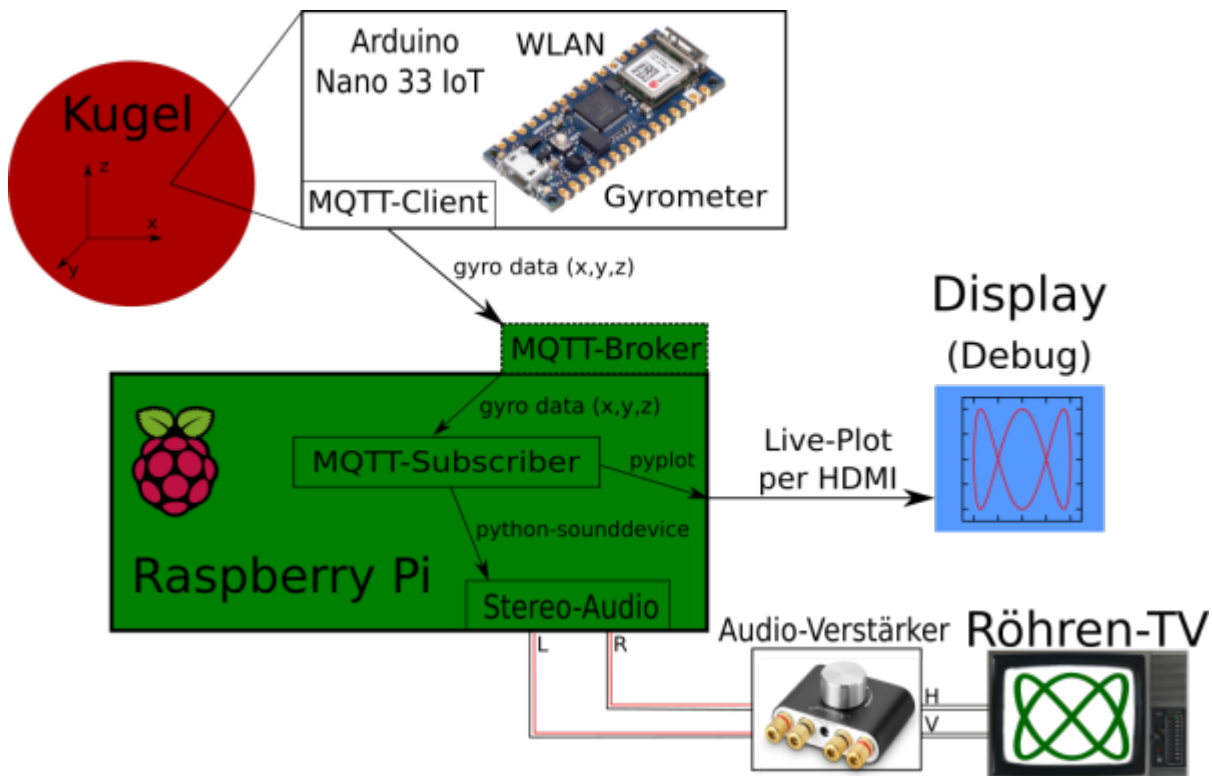 Kugel
z
x
y
Arduino
Nano 33 IoT
WLAN
MQTT-Client
Gyrometer
gyro data (x,y,z)
MQTT-Broker
gyro data (x,y,z)
MQTT-Subscriber
pyplot
python-sounddevice
Raspberry Pi
Stereo-Audio
L
R
Live-Plot
per HDMI
Display
(Debug)
Audio-Verstärker
H
V
Röhren-TV